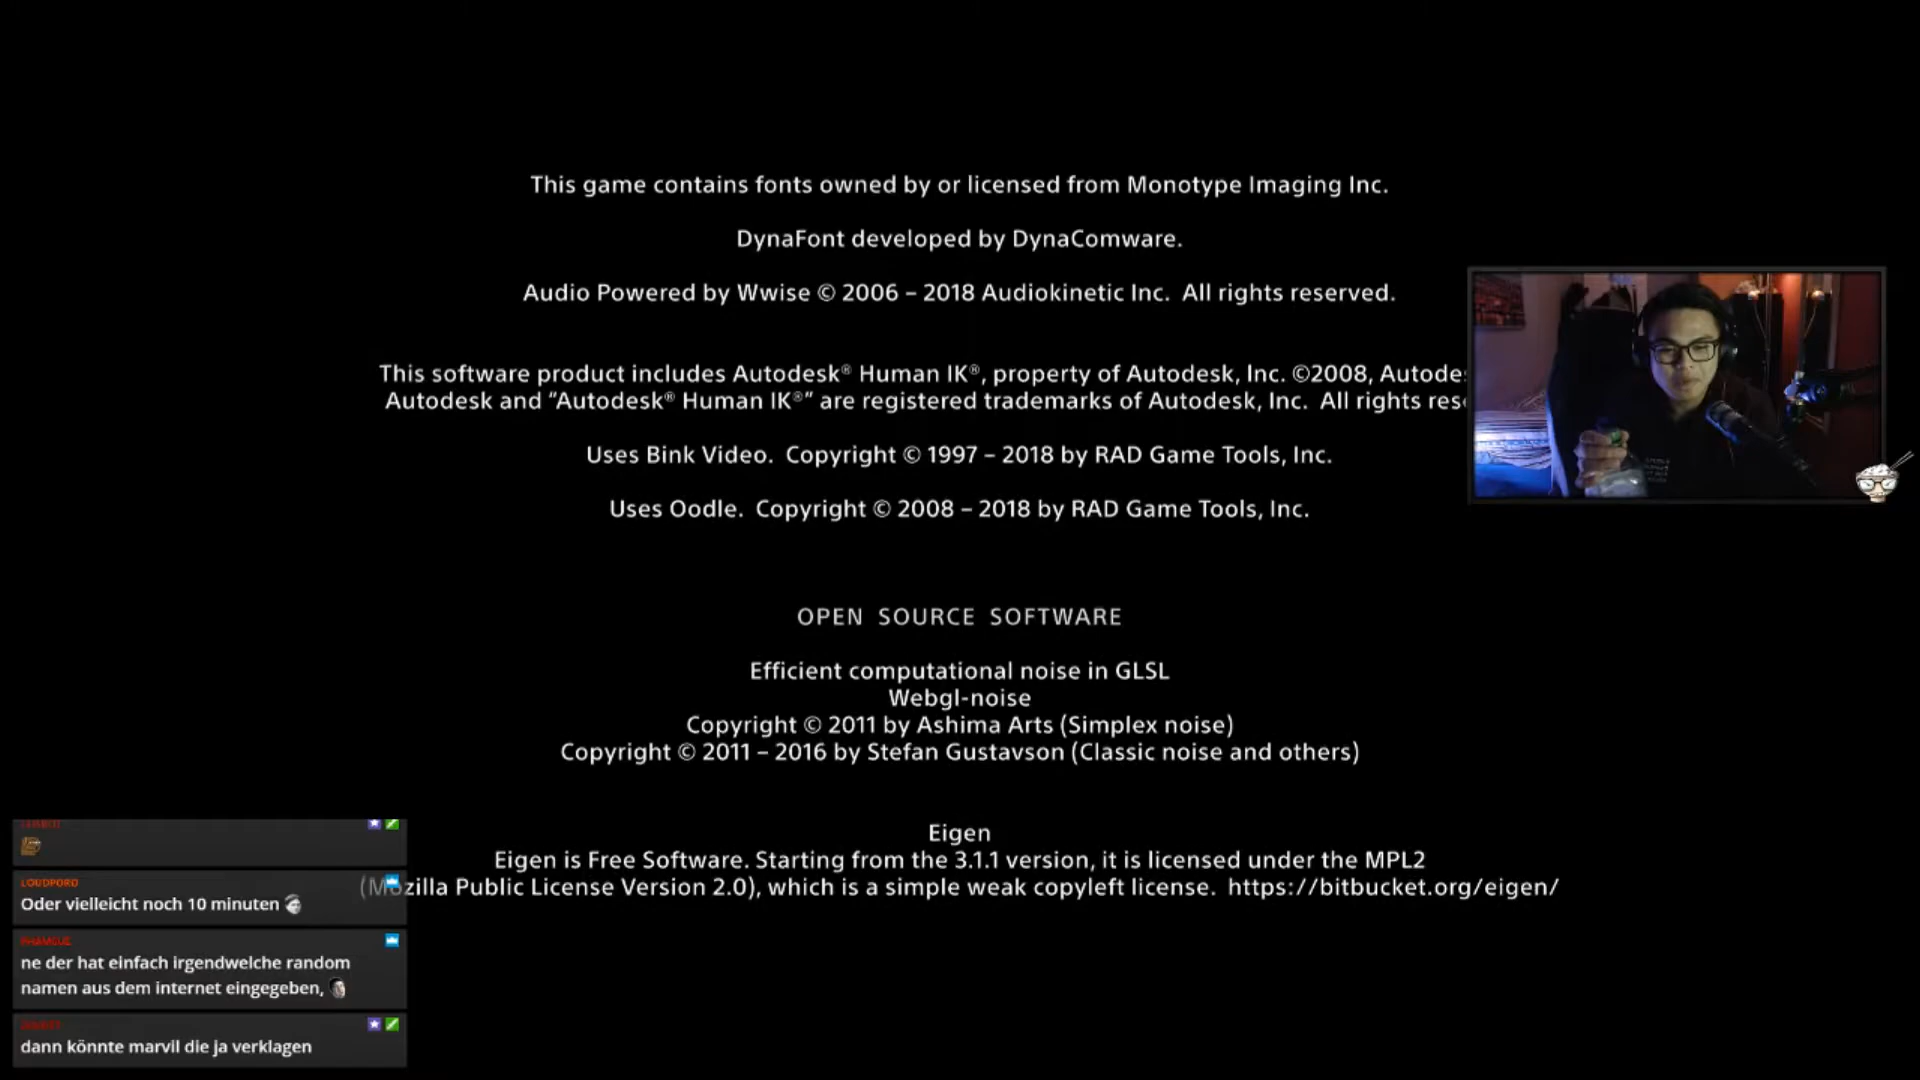 This game contains fonts owned by or licensed from Monotype Imaging Inc.
DynaFont developed by DynaComware.
Audio Powered by Wwise © 2006 – 2018 Audiokinetic Inc. All rights reserved.
This software product includes Autodesk® Human IK®, property of Autodesk, Inc. ©2008,
Autodesk and “Autodesk® Human IK®” are registered trademarks of Autodesk, Inc. All rights
Uses Bink Video. Copyright © 1997 – 2018 by RAD Game Tools, Inc.
Uses Oodle. Copyright © 2008 – 2018 by RAD Game Tools, Inc.
OPEN SOURCE SOFTWARE
Efficient computational noise in GLSL
Webgl-noise
Copyright © 2011 by Ashima Arts (Simplex noise)
Copyright © 2011 – 2016 by Stefan Gustavson (Classic noise and others)
Eigen
Eigen is Free Software. Starting from the 3.1.1 version, it is licensed under the MPL2
(Mozilla Public License Version 2.0), which is a simple weak copyleft license. https://bitbucket.org/eigen/
LOUDPORO
Oder vielleicht noch 10 minuten
ne der hat einfach irgendwelche random
namen aus dem internet eingegeben,
dann könnte marvil die ja verklagen